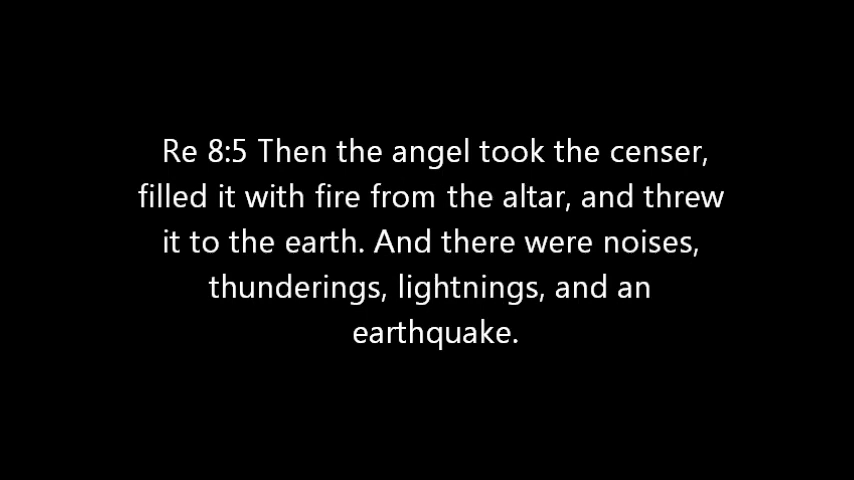 Re 8:5 Then the angel took the censer,
filled it with fire from the altar, and threw
it to the earth. And there were noises,
thunderings, lightnings, and an
earthquake.